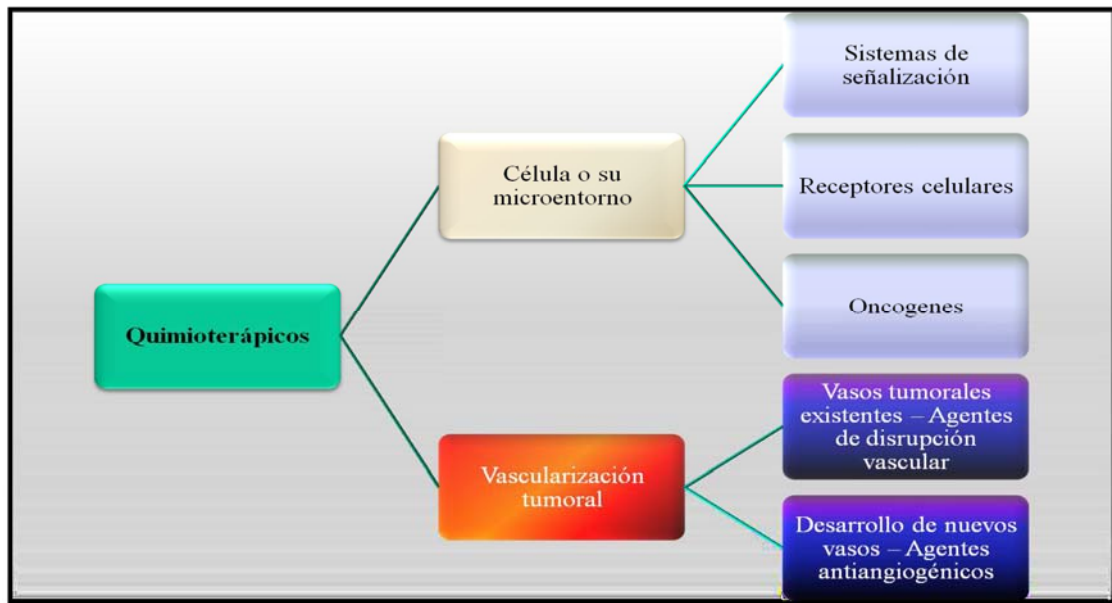 Quimioterápicos
Célula o su
microentorno
Vascularización
tumoral
Sistemas de
señalización
Receptores celulares
Oncogenes
Vasos tumorales
existentes – Agentes
de disrupción
vascular
Desarrollo de nuevos
vasos – Agentes
antiangiogénicos